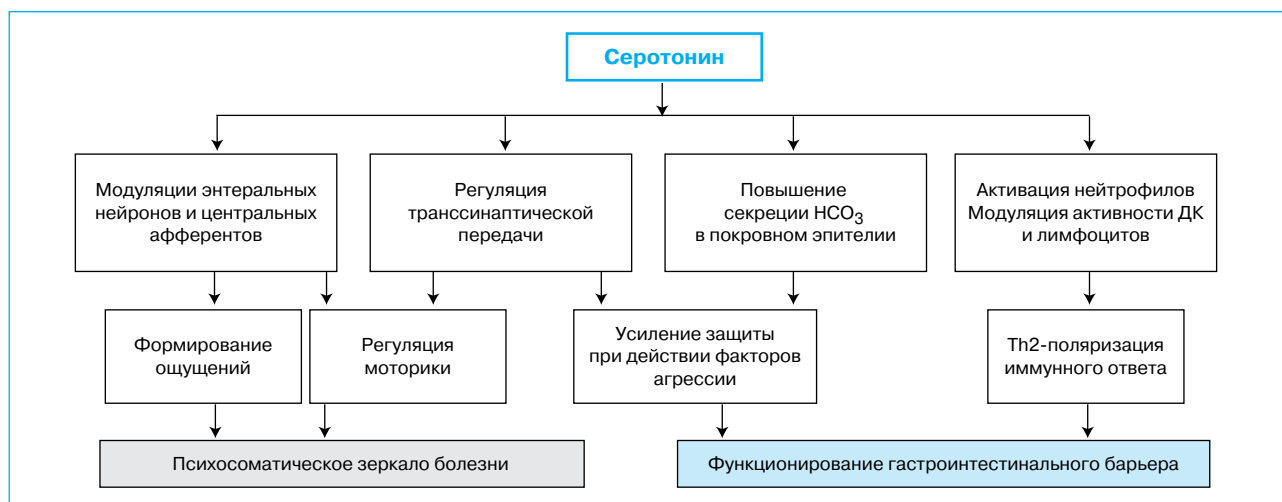 Серотонин
Модуляции энтеральных
нейронов и центральных
афферентов
Регуляция
транссинаптической
передачи
Повышение
секреции HCO3
в покровном эпителии
Активация нейтрофилов
Модуляция активности ДК
и лимфоцитов
Формирование
ощущений
Регуляция
моторики
Усиление защиты
при действии факторов
агрессии
Th2-поляризация
иммунного ответа
Психосоматическое зеркало болезни
Функционирование гастроинтестинального барьера